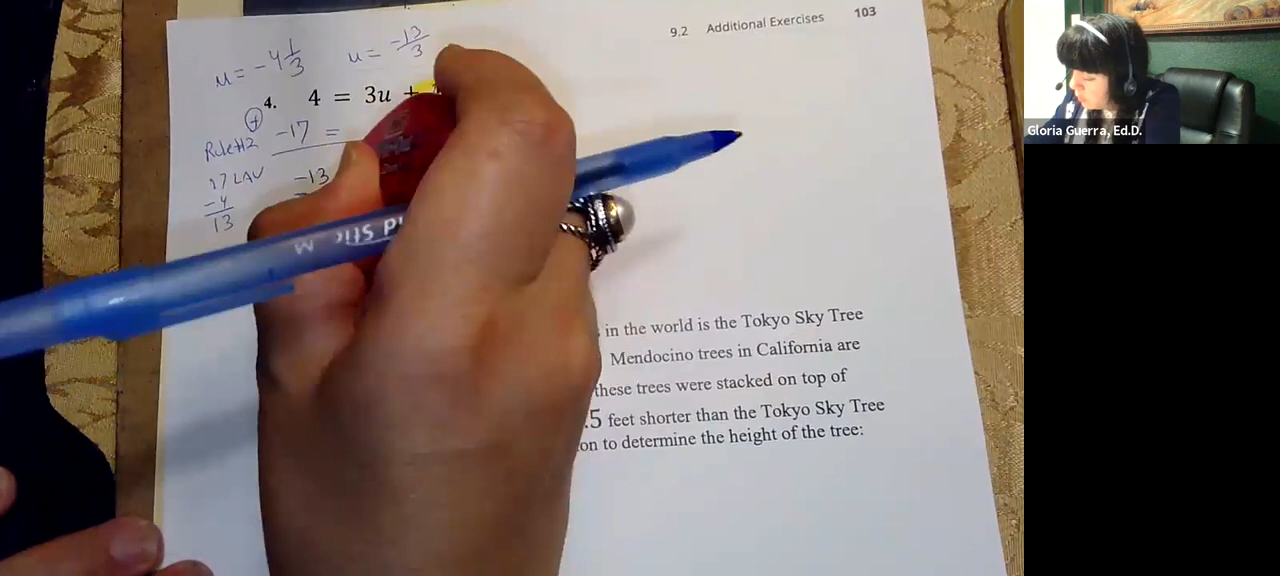 9.2 Additional Exercises 103
u = -4 1/3 u = -13/3
4. 4 = 3u +
+
Rule #2 -17 =
17 LAV -13
-4
13
Stic M
in the world is the Tokyo Sky Tree
Mendocino trees in California are
these trees were stacked on top of
.5 feet shorter than the Tokyo Sky Tree
on to determine the height of the tree:
Gloria Guerra, Ed.D.